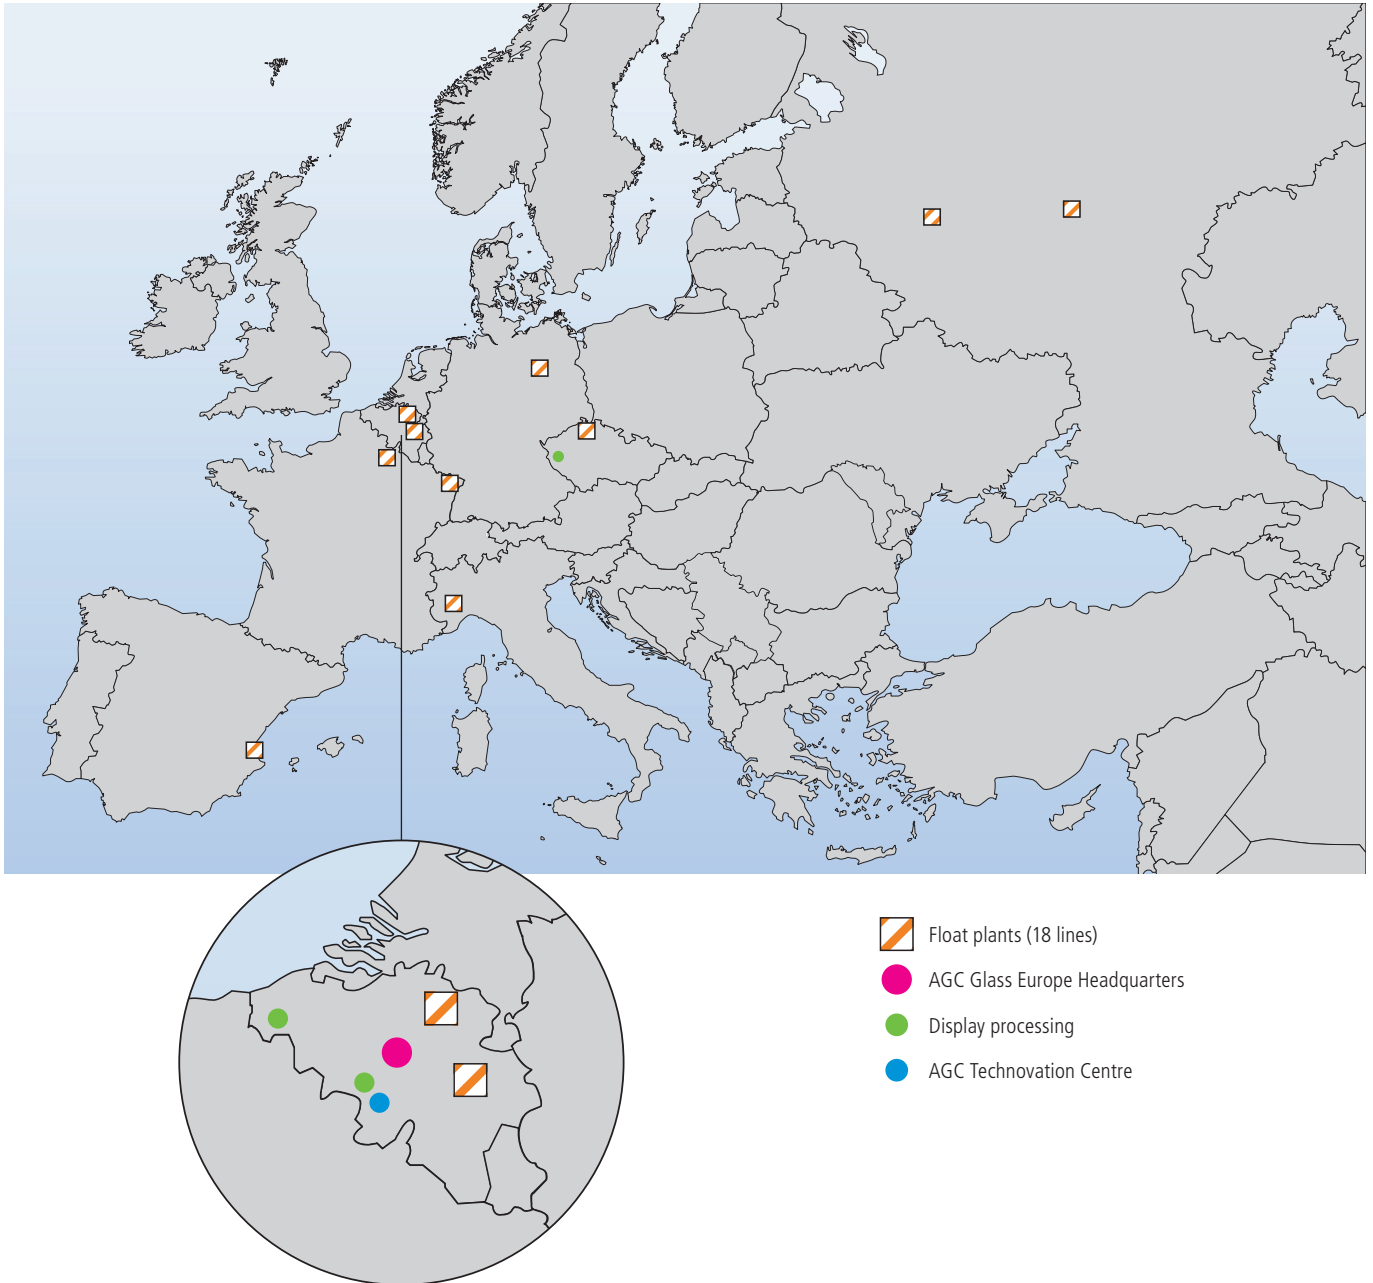 Float plants (18 lines)
AGC Glass Europe Headquarters
Display processing
AGC Technovation Centre